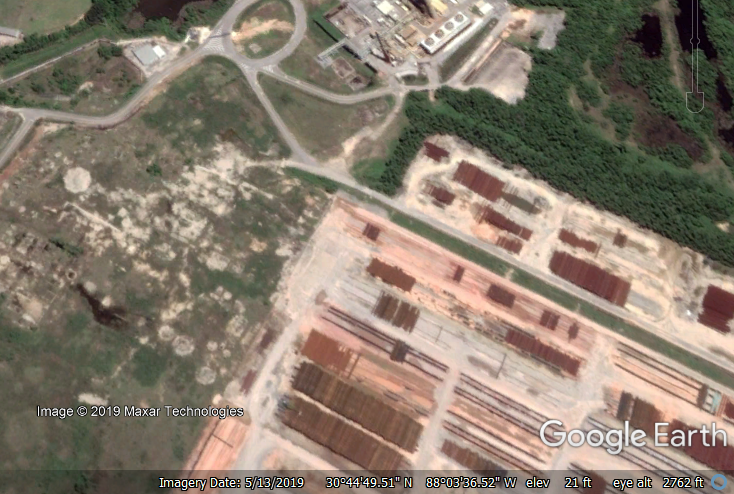 Image © 2019 Maxar Technologies
Google Earth
Imagery Date: 5/13/2019 30°44'49.51" N 88°03'36.52" W elev 21 ft eye alt 2762 ft